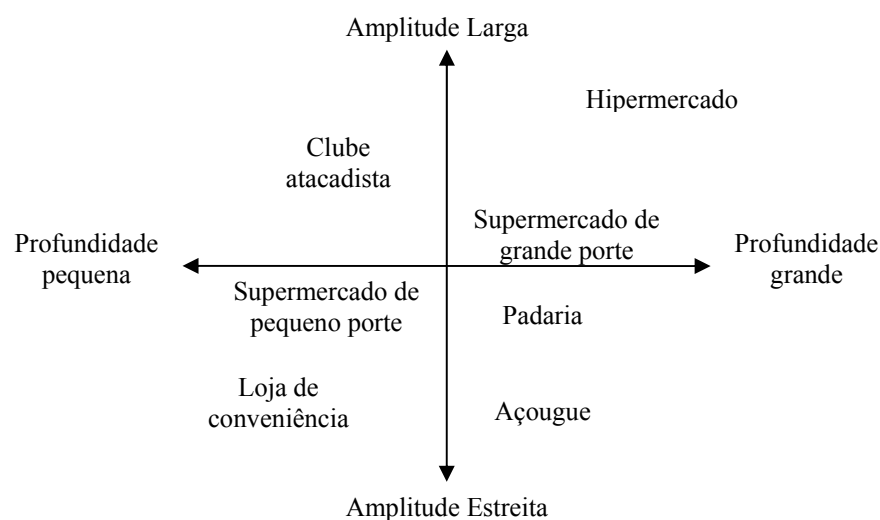 Amplitude Larga
Hipermercado
Clube
atacadista
Supermercado de
grande porte
Profundidade
pequena
Profundidade
grande
Supermercado de
pequeno porte
Padaria
Loja de
conveniência
Açougue
Amplitude Estreita